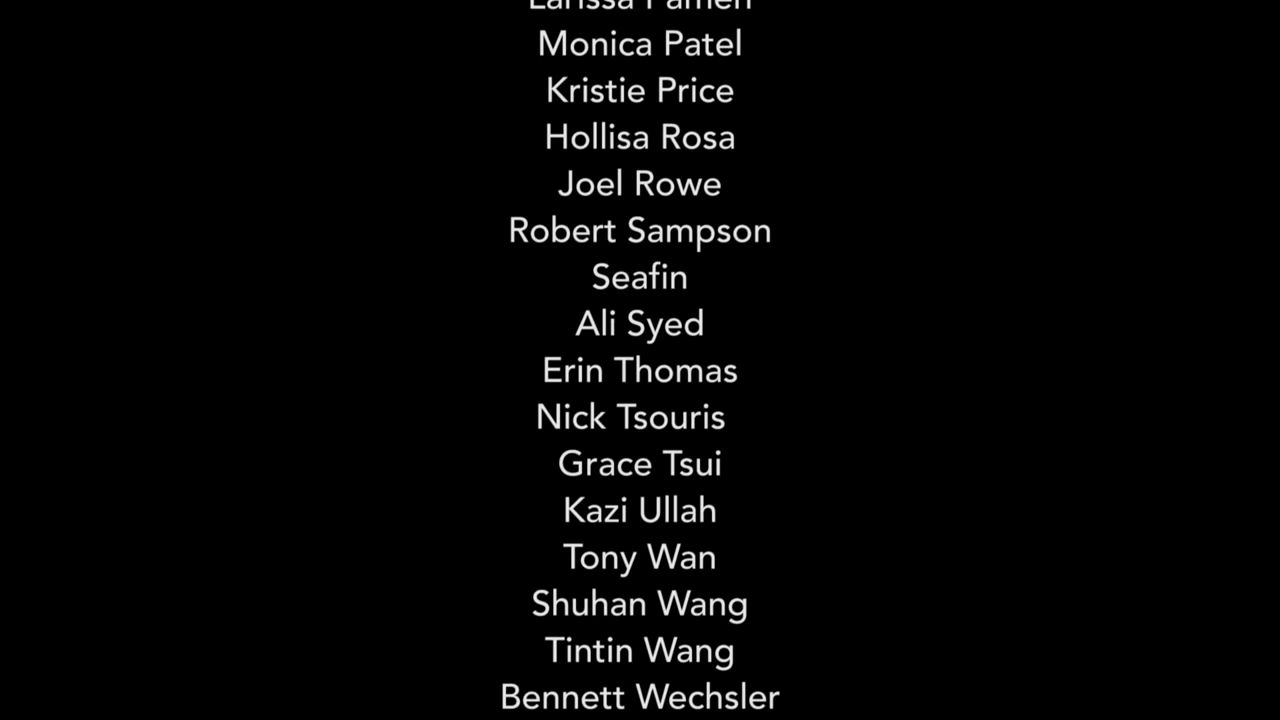 Larissa
Monica Patel
Kristie Price
Hollisa Rosa
Joel Rowe
Robert Sampson
Seafin
Ali Syed
Erin Thomas
Nick Tsouris
Grace Tsui
Kazi Ullah
Tony Wan
Shuhan Wang
Tintin Wang
Bennett Wechsler